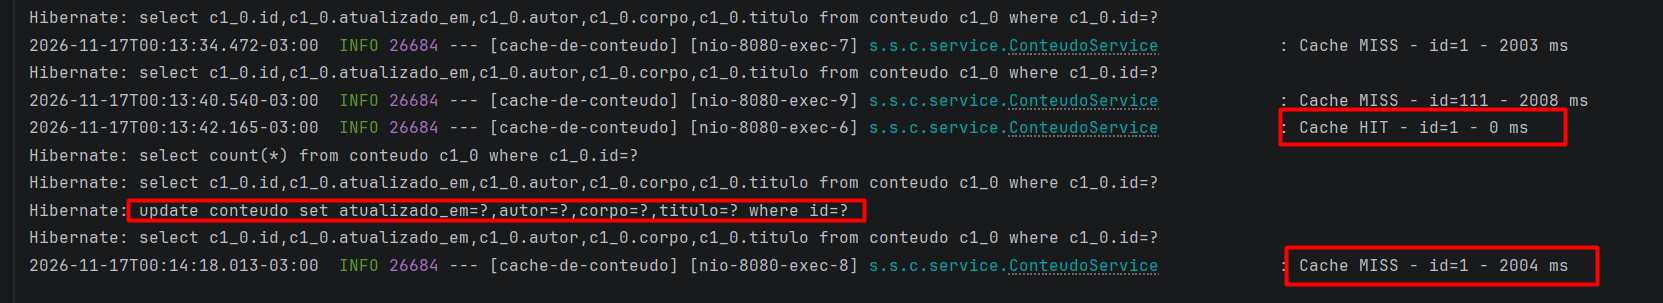 Hibernate: select c1_0.id,c1_0.atualizado_em,c1_0.autor,c1_0.corpo,c1_0.titulo from conteudo c1_0 where c1_0.id=?
2026-11-17T00:13:34.472-03:00  INFO 26684 --- [cache-de-conteudo] [nio-8080-exec-7] s.s.c.service.ConteudoService            : Cache MISS - id=1 - 2003 ms
Hibernate: select c1_0.id,c1_0.atualizado_em,c1_0.autor,c1_0.corpo,c1_0.titulo from conteudo c1_0 where c1_0.id=?
2026-11-17T00:13:40.540-03:00  INFO 26684 --- [cache-de-conteudo] [nio-8080-exec-9] s.s.c.service.ConteudoService            : Cache MISS - id=111 - 2008 ms
2026-11-17T00:13:42.165-03:00  INFO 26684 --- [cache-de-conteudo] [nio-8080-exec-6] s.s.c.service.ConteudoService            : Cache HIT - id=1 - 0 ms
Hibernate: select count(*) from conteudo c1_0 where c1_0.id=?
Hibernate: select c1_0.id,c1_0.atualizado_em,c1_0.autor,c1_0.corpo,c1_0.titulo from conteudo c1_0 where c1_0.id=?
Hibernate: update conteudo set atualizado_em=?,autor=?,corpo=?,titulo=? where id=?
Hibernate: select c1_0.id,c1_0.atualizado_em,c1_0.autor,c1_0.corpo,c1_0.titulo from conteudo c1_0 where c1_0.id=?
2026-11-17T00:14:18.013-03:00  INFO 26684 --- [cache-de-conteudo] [nio-8080-exec-8] s.s.c.service.ConteudoService            : Cache MISS - id=1 - 2004 ms